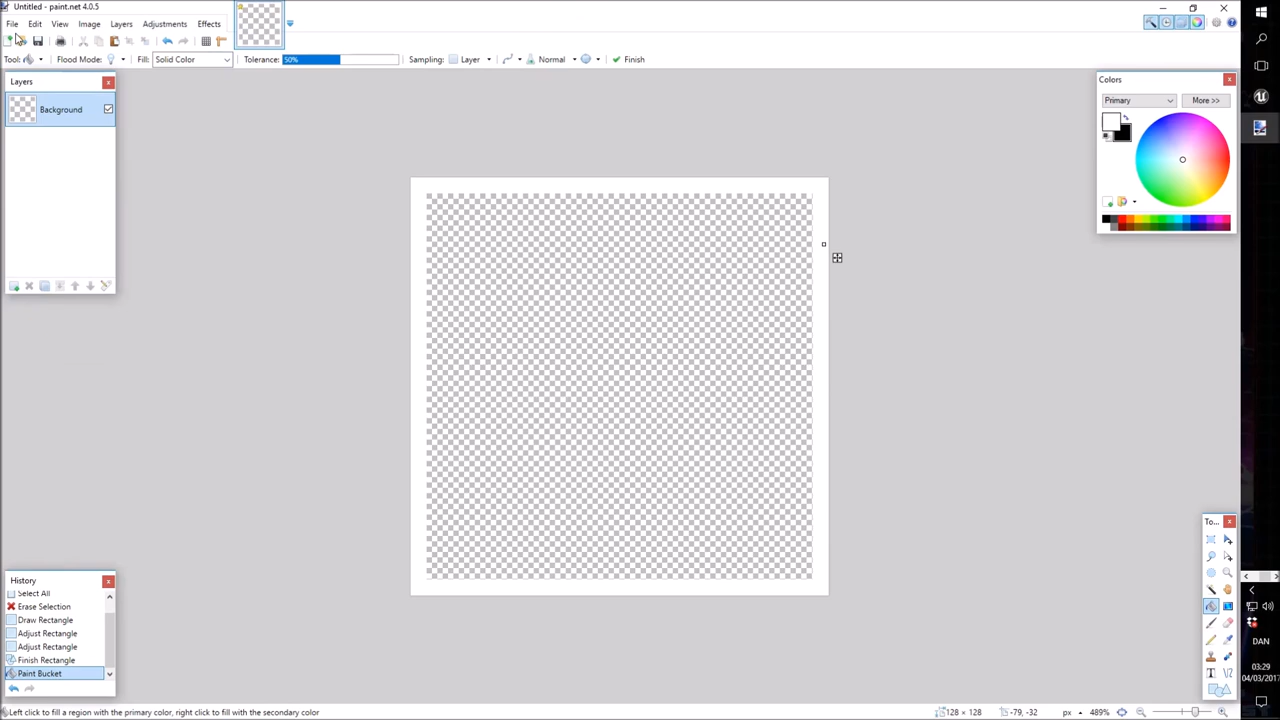 Untitled - paint.net 4.0.5
File Edit View Image Layers Adjustments Effects
Tool: Flood Mode: Fill: Solid Color Tolerance: 50% Sampling: Layer Normal Finish
Layers
Background
Colors
Primary More >>
To...
History
Select All
Erase Selection
Draw Rectangle
Adjust Rectangle
Adjust Rectangle
Finish Rectangle
Paint Bucket
DAN
03:29
04/03/2017
Left click to fill a region with the primary color, right click to fill with the secondary color 128 × 128 -79, -32 px 489%